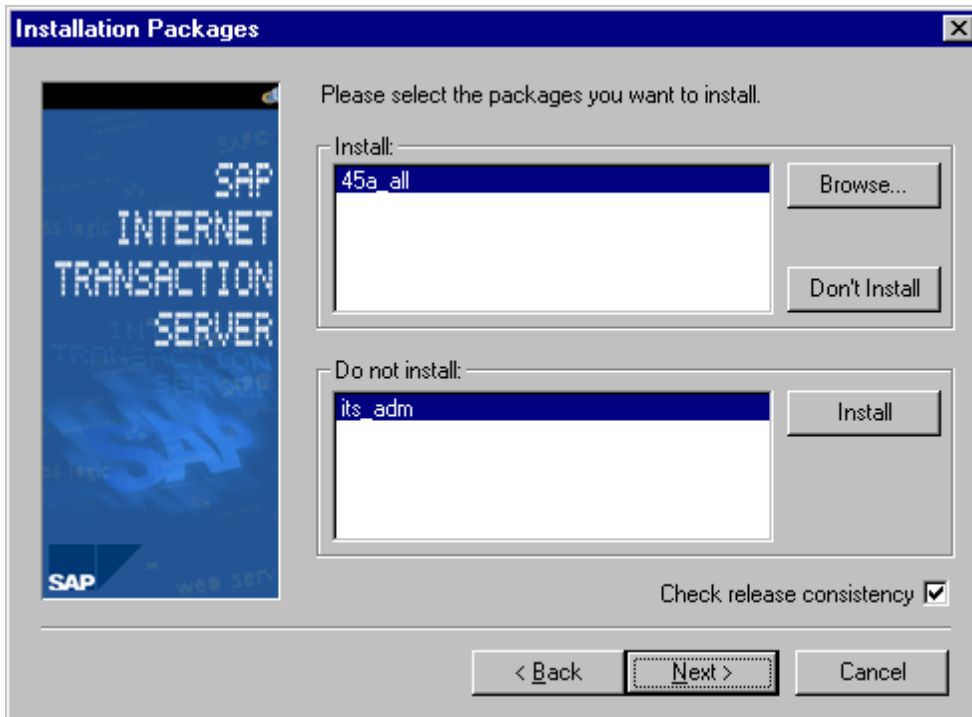 Installation Packages
Please select the packages you want to install.
SAP
INTERNET
TRANSACTION
SERVER
SAP
Install:
45a_all
Browse...
Don't Install
Do not install:
its_adm
Install
Check release consistency
< Back
Next >
Cancel